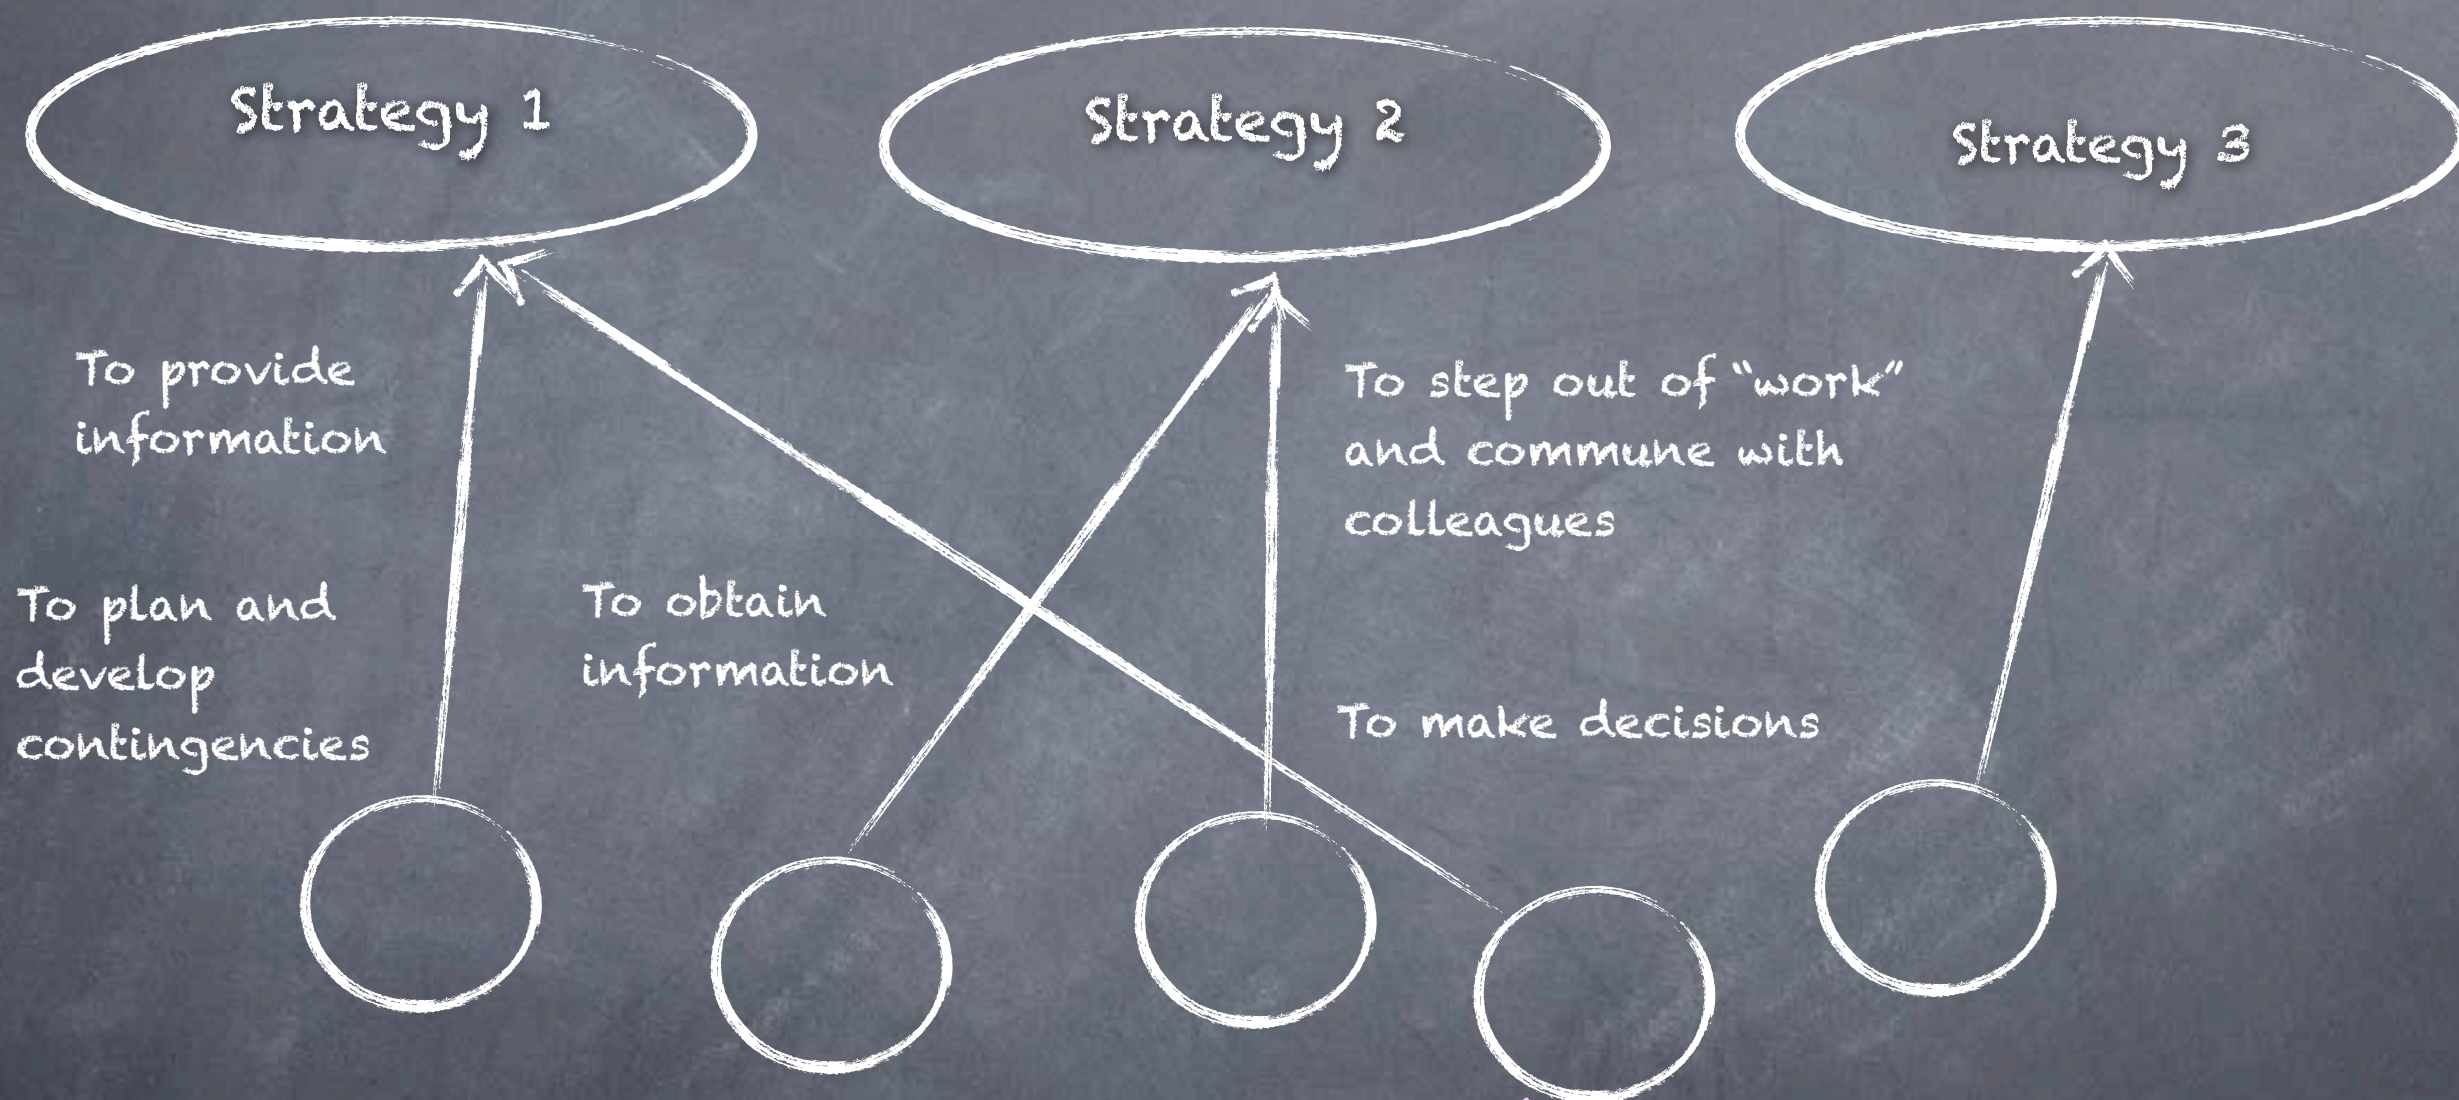 Strategy 1
Strategy 2
Strategy 3
To provide
information
To step out of “work”
and commune with
colleagues
To plan and
develop
contingencies
To obtain
information
To make decisions